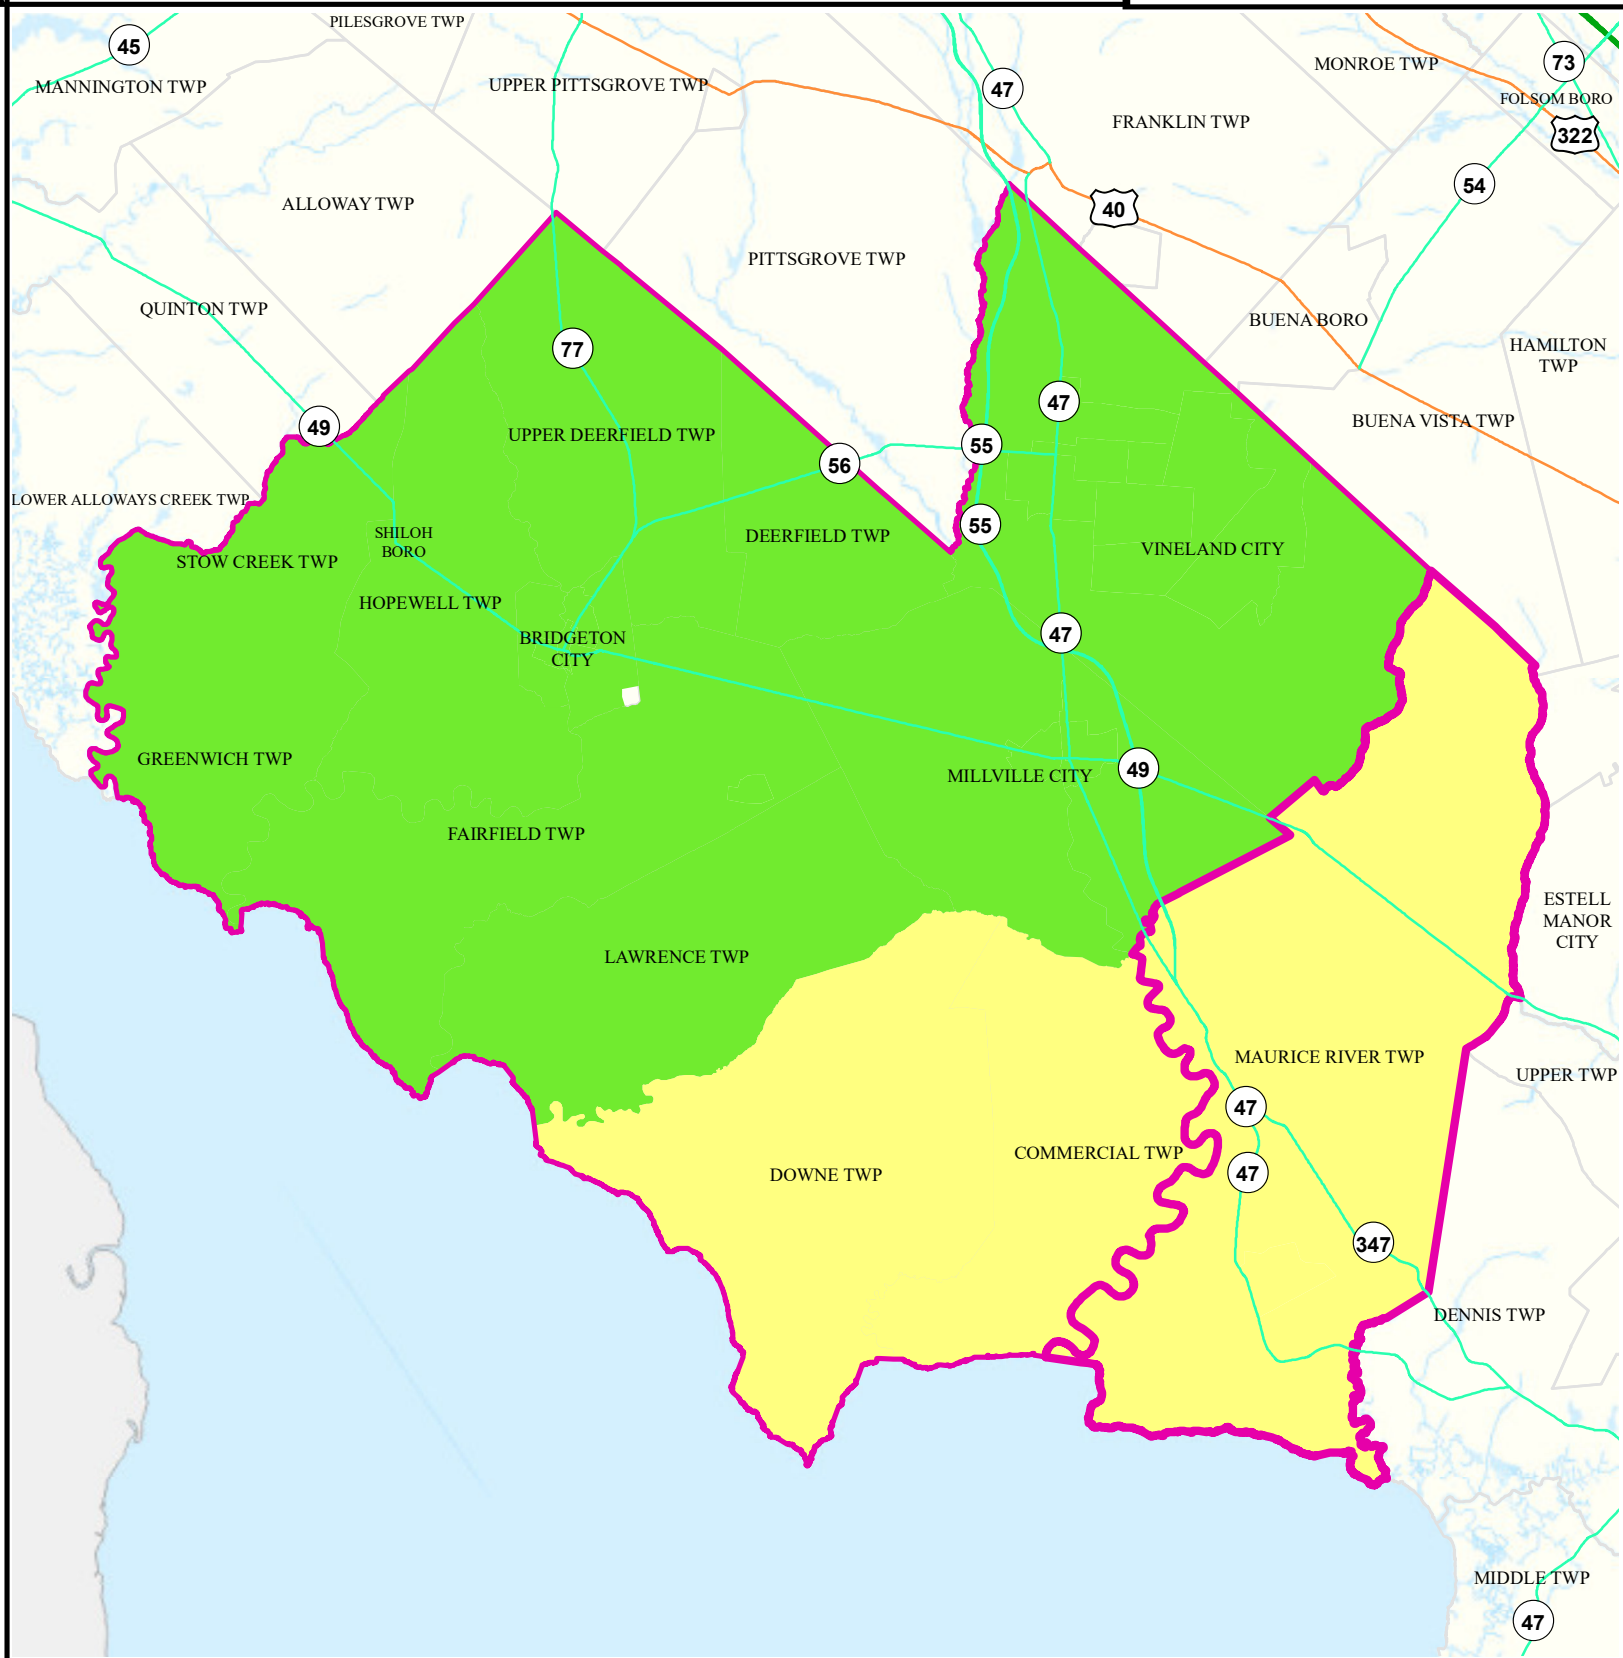 PILESGROVE TWP
45
MANNINGTON TWP
UPPER PITTSGROVE TWP
47
MONROE TWP
73
FOLSOM BORO
322
FRANKLIN TWP
54
40
ALLOWAY TWP
PITTSGROVE TWP
QUINTON TWP
BUENA BORO
HAMILTON
TWP
77
47
49
UPPER DEERFIELD TWP
BUENA VISTA TWP
55
56
LOWER ALLOWAYS CREEK TWP
55
SHILOH
BORO
DEERFIELD TWP
VINELAND CITY
STOW CREEK TWP
HOPEWELL TWP
BRIDGETON
CITY
47
GREENWICH TWP
MILLVILLE CITY
49
FAIRFIELD TWP
ESTELL
MANOR
CITY
LAWRENCE TWP
MAURICE RIVER TWP
UPPER TWP
47
COMMERCIAL TWP
DOWNE TWP
47
347
DENNIS TWP
MIDDLE TWP
47